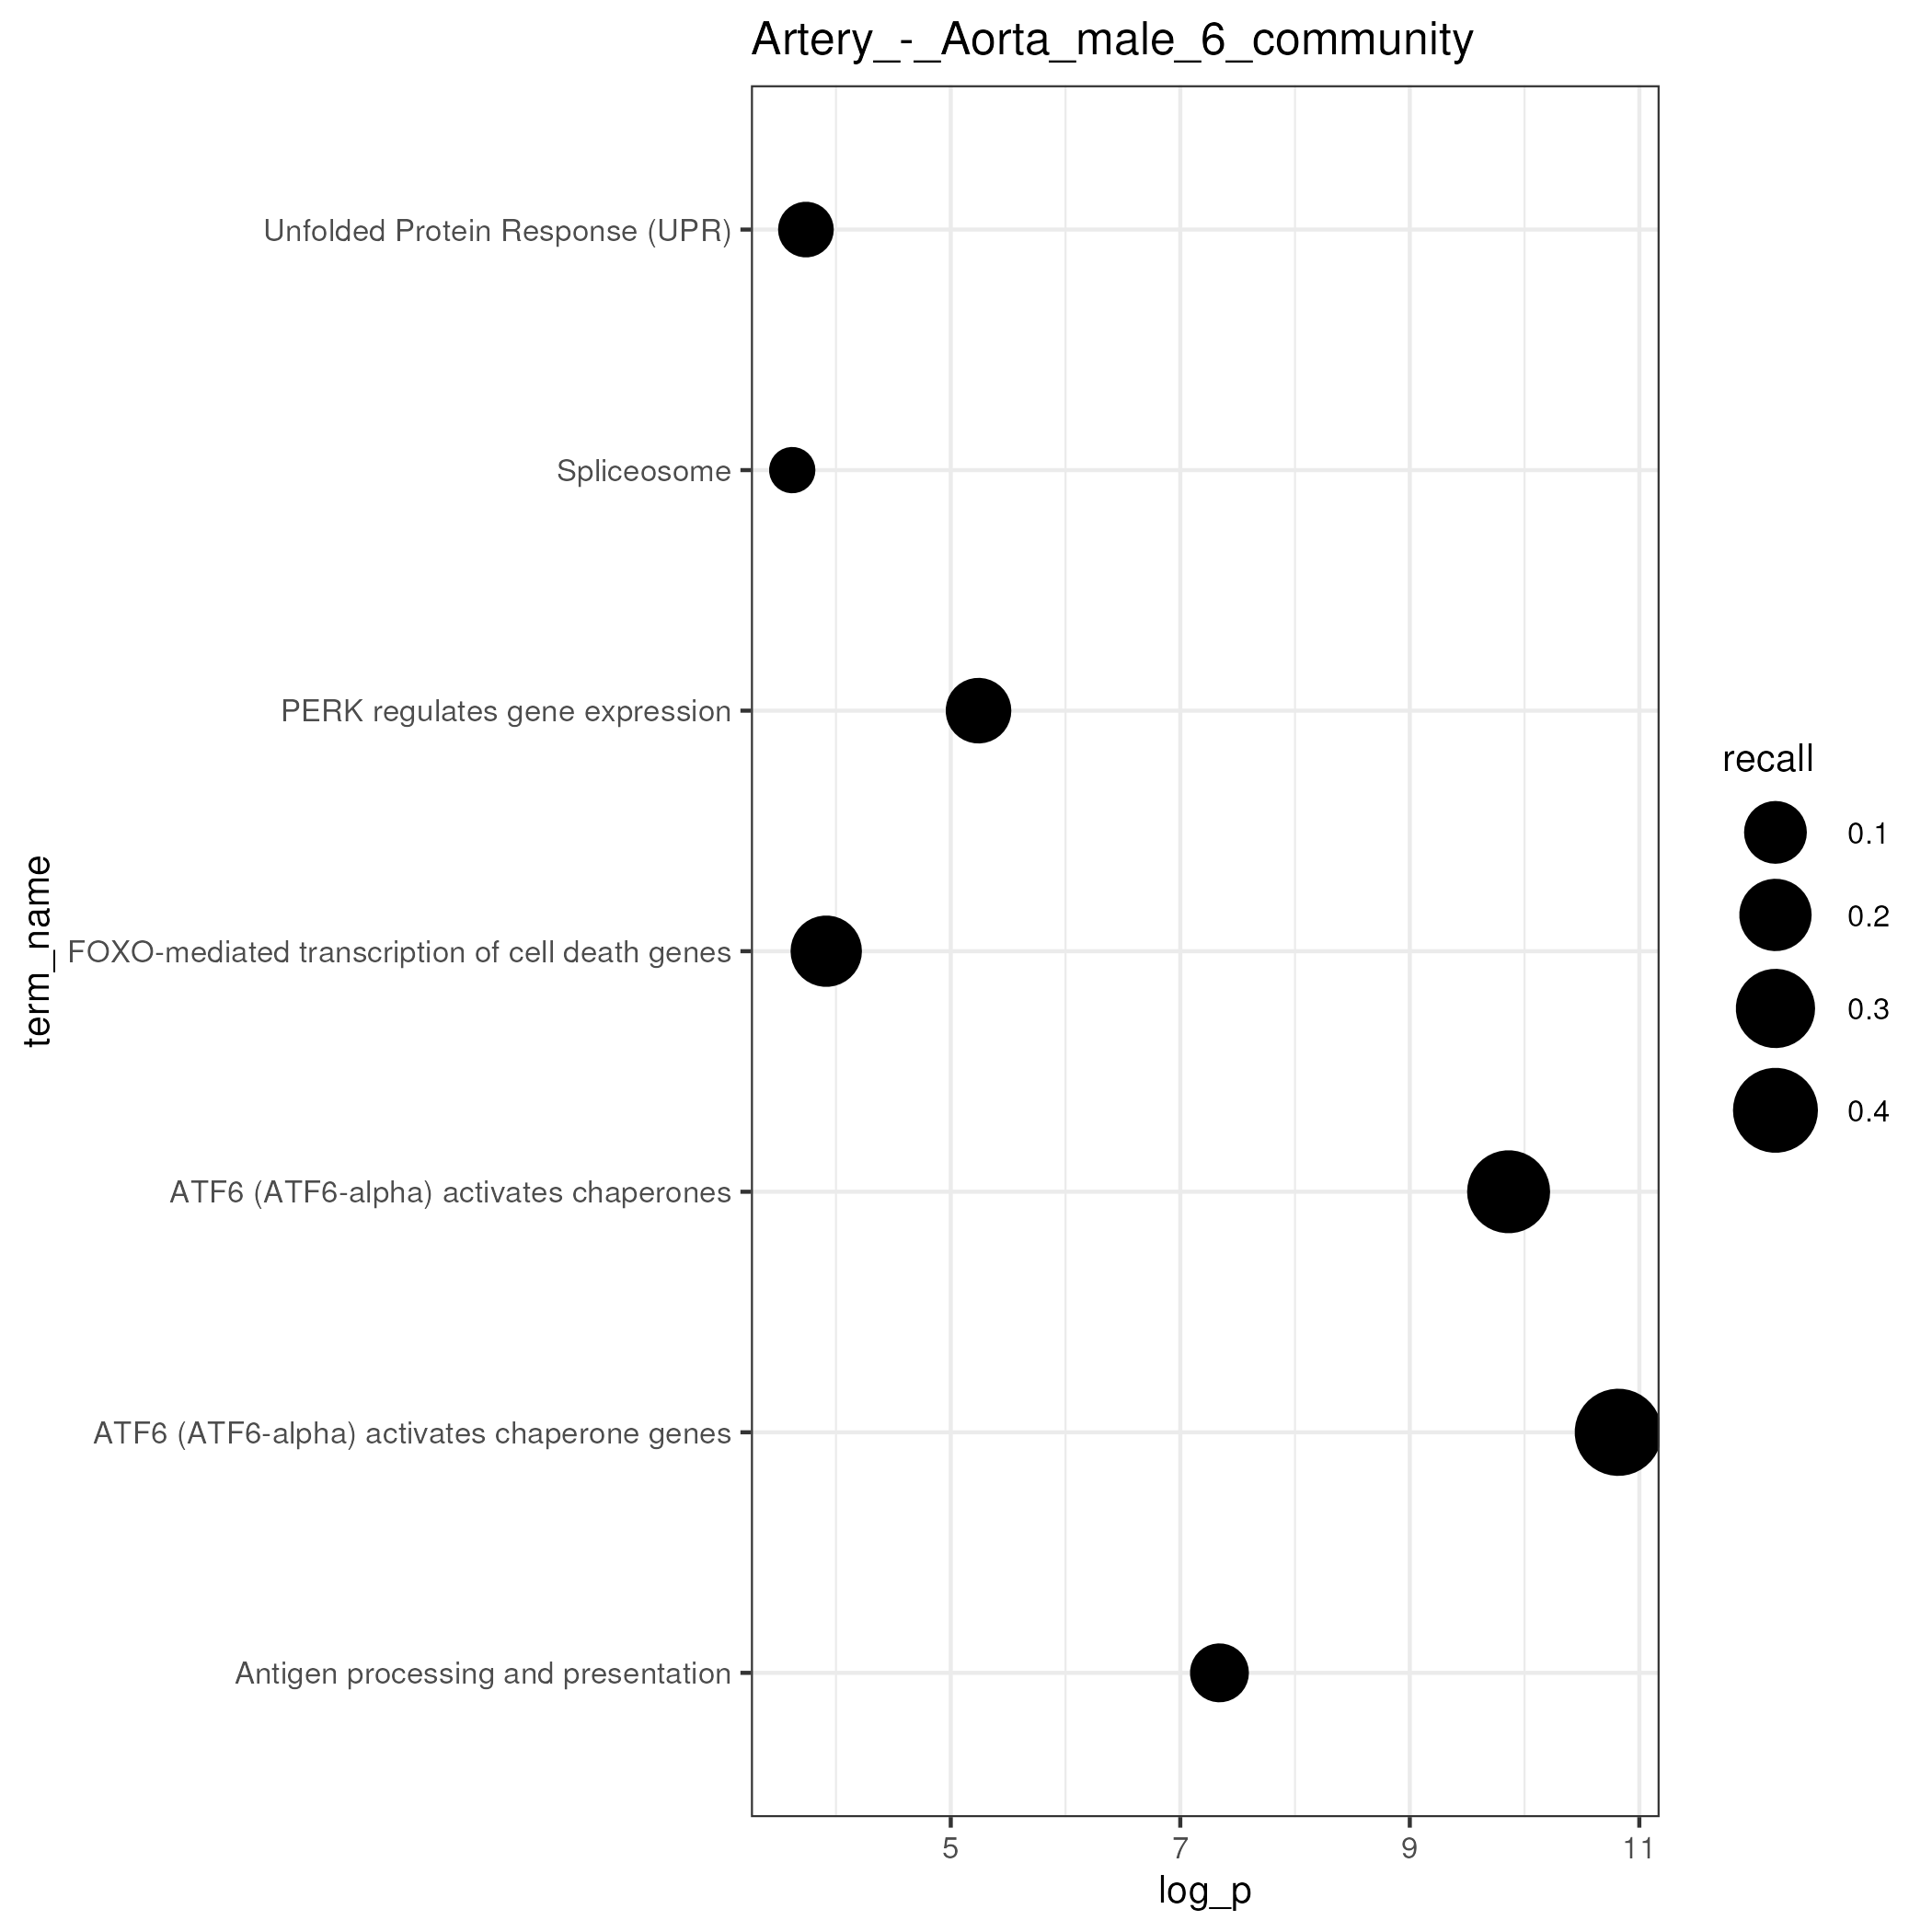 Artery_-_Aorta_male_6_community
Unfolded Protein Response (UPR)
Spliceosome
PERK regulates gene expression
FOXO-mediated transcription of cell death genes
ATF6 (ATF6-alpha) activates chaperones
ATF6 (ATF6-alpha) activates chaperone genes
Antigen processing and presentation
term_name
5 7 9 11
log_p
recall
0.1
0.2
0.3
0.4